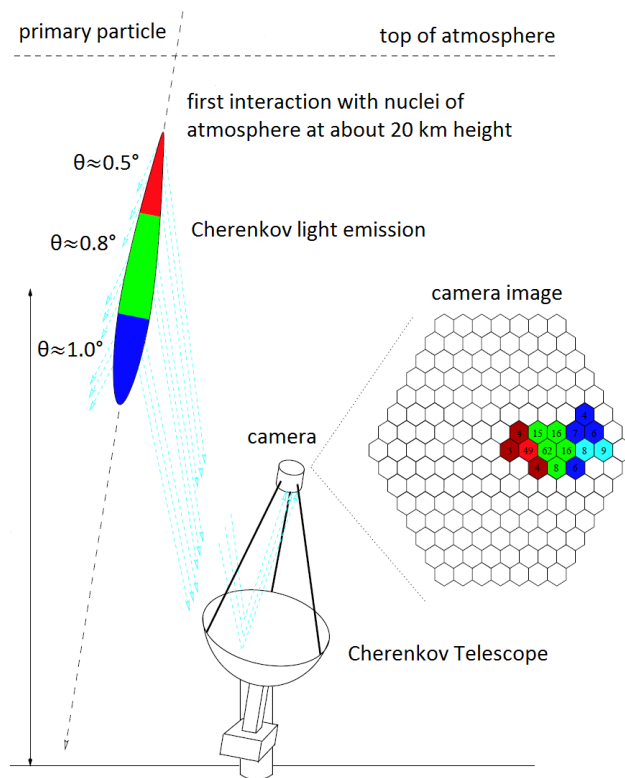 primary particle
top of atmosphere
first interaction with nuclei of
atmosphere at about 20 km height
θ≈0.5°
Cherenkov light emission
θ≈0.8°
camera image
θ≈1.0°
4
4 15 16 7 6
3 49 62 16 8 9
4 8 6
camera
Cherenkov Telescope